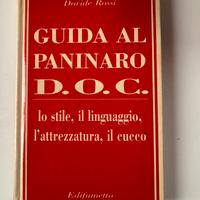 Davide Rossi
GUIDA AL
PANINARO
D.O.C.
lo stile, il linguaggio,
l'attrezzatura, il cucco
Edifumetto